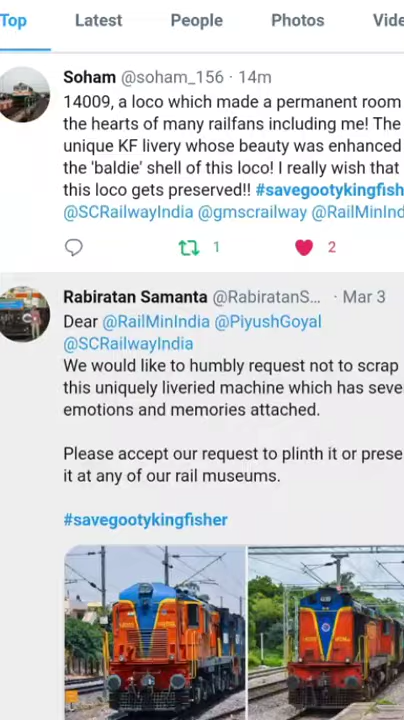 Top Latest People Photos Vide
Soham @soham_156 · 14m
14009, a loco which made a permanent room
the hearts of many railfans including me! The
unique KF livery whose beauty was enhanced
the 'baldie' shell of this loco! I really wish that
this loco gets preserved!! #savegootykingfish
@SCRailwayIndia @gmscrailway @RailMinInd
1 2
Rabiratan Samanta @RabiratanS... · Mar 3
Dear @RailMinIndia @PiyushGoyal
@SCRailwayIndia
We would like to humbly request not to scrap
this uniquely liveried machine which has seve
emotions and memories attached.
Please accept our request to plinth it or prese
it at any of our rail museums.
#savegootykingfisher